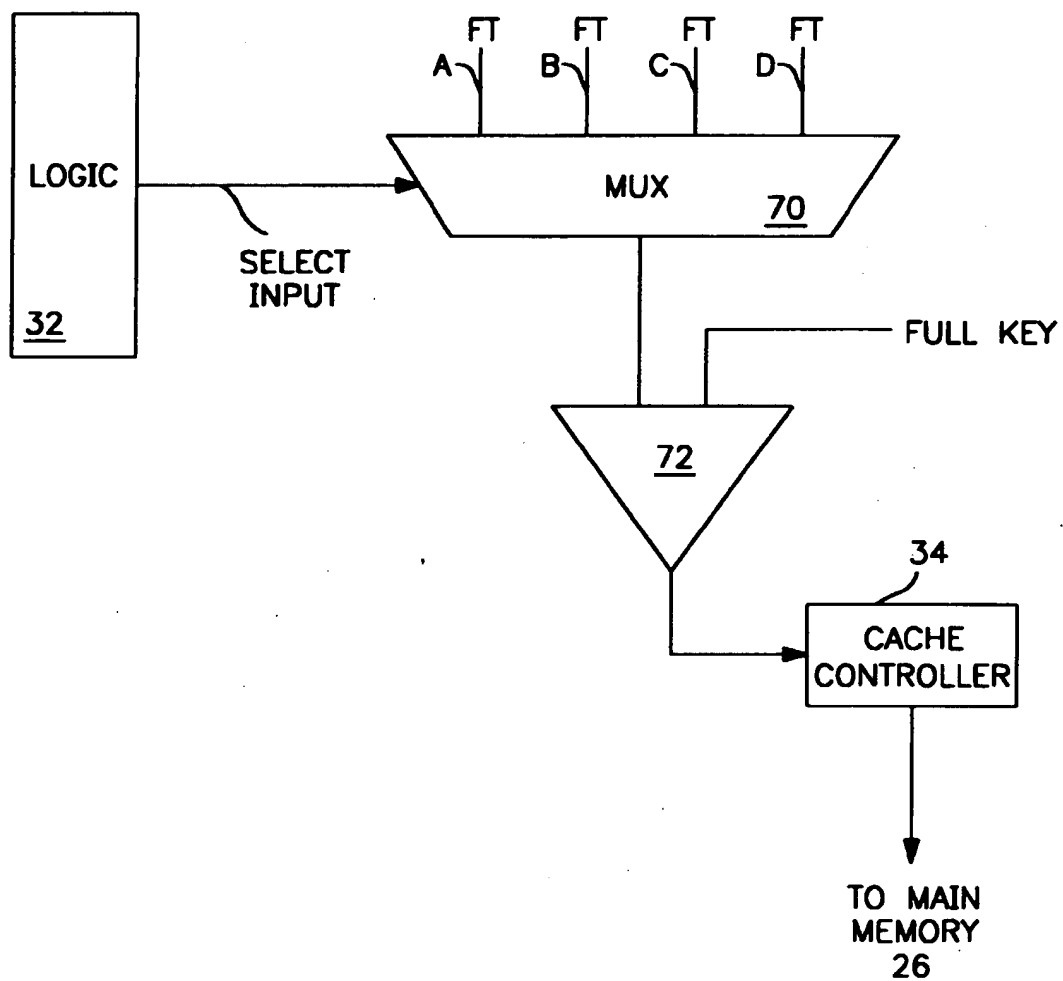 FT FT FT FT
A B C D
LOGIC
MUX
70
SELECT
INPUT
32
FULL KEY
72
34
CACHE
CONTROLLER
TO MAIN
MEMORY
26